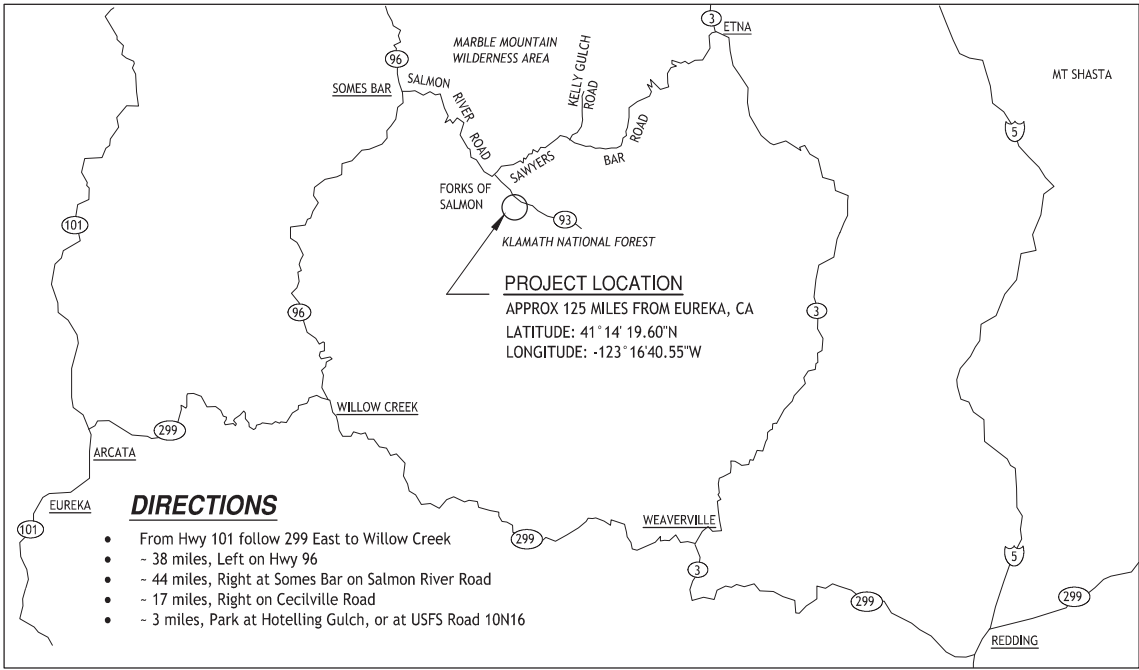 3
ETNA
96
MARBLE MOUNTAIN
WILDERNESS AREA
KELLY GULCH
ROAD
MT SHASTA
SOMES BAR
SALMON
RIVER
ROAD
5
SAWYERS
BAR
ROAD
FORKS OF
SALMON
101
93
KLAMATH NATIONAL FOREST
PROJECT LOCATION
APPROX 125 MILES FROM EUREKA, CA
LATITUDE: 41°14' 19.60"N
LONGITUDE: -123°16'40.55"W
96
3
WILLOW CREEK
299
ARCATA
EUREKA
101
DIRECTIONS
• From Hwy 101 follow 299 East to Willow Creek
• ~ 38 miles, Left on Hwy 96
• ~ 44 miles, Right at Somes Bar on Salmon River Road
• ~ 17 miles, Right on Cecilville Road
• ~ 3 miles, Park at Hotelling Gulch, or at USFS Road 10N16
WEAVERVILLE
299
3
5
299
299
REDDING